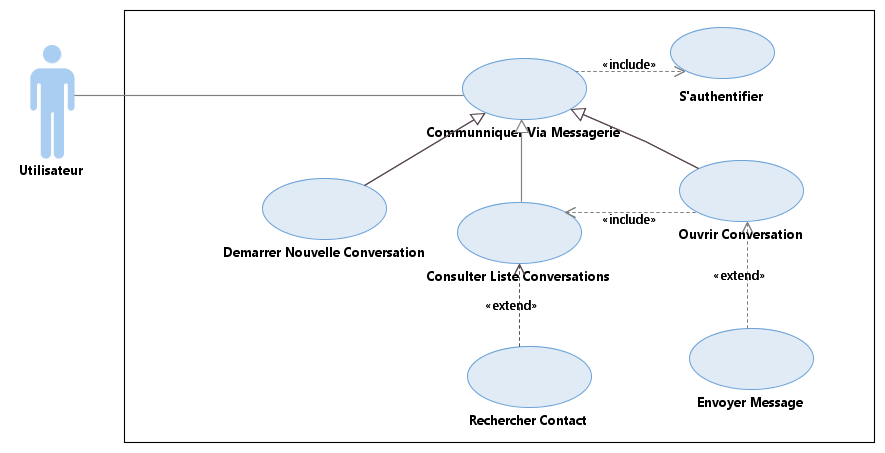 «include»
S'authentifier
Communniquer Via Messagerie
Utilisateur
Demarrer Nouvelle Conversation
«include»
Ouvrir Conversation
Consulter Liste Conversations
«extend»
«extend»
Envoyer Message
Rechercher Contact